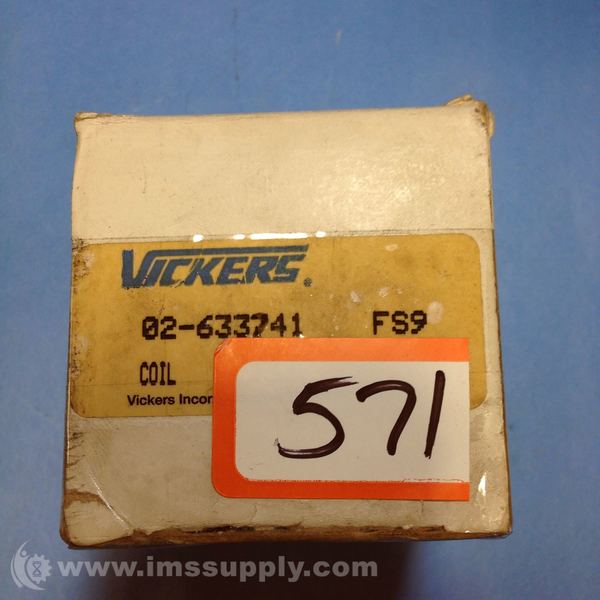 VICKERS®
02-633741 FS9
COIL
Vickers Incor
571
www.imssupply.com